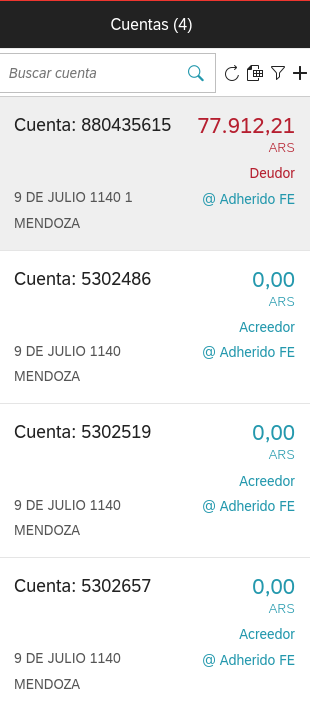 Cuentas (4)
Buscar cuenta
Cuenta: 880435615
77.912,21
ARS
Deudor
9 DE JULIO 1140 1
@ Adherido FE
MENDOZA
Cuenta: 5302486
0,00
ARS
Acreedor
9 DE JULIO 1140
@ Adherido FE
MENDOZA
Cuenta: 5302519
0,00
ARS
Acreedor
9 DE JULIO 1140
@ Adherido FE
MENDOZA
Cuenta: 5302657
0,00
ARS
Acreedor
9 DE JULIO 1140
@ Adherido FE
MENDOZA